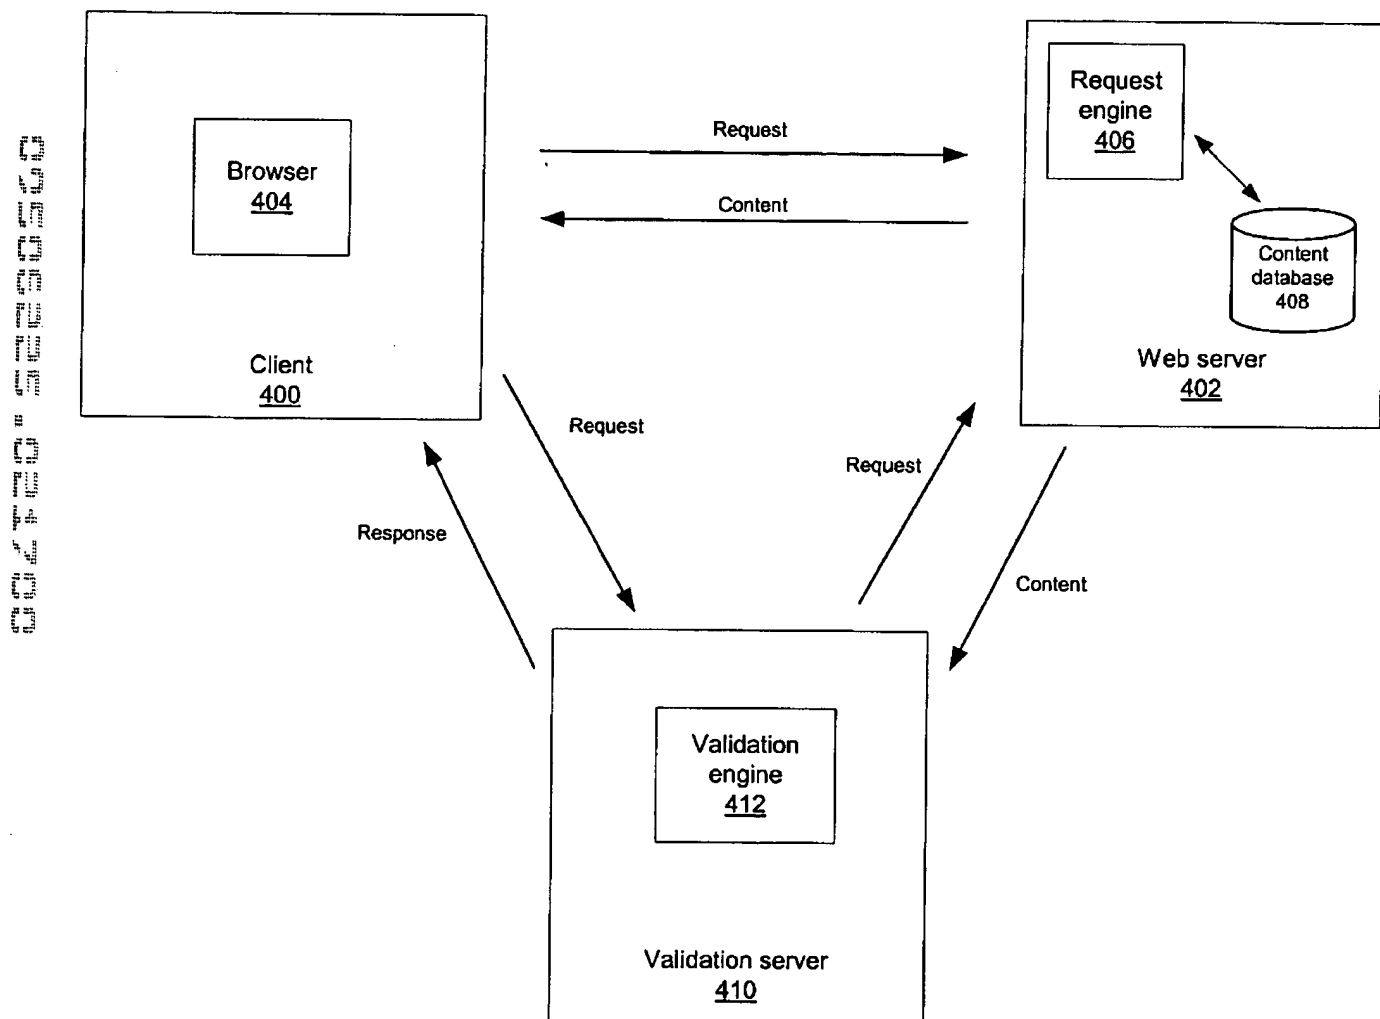 Browser
404
Client
400
Request
Content
Request
engine
406
Content
database
408
Web server
402
Request
Response
Request
Content
Validation
engine
412
Validation server
410